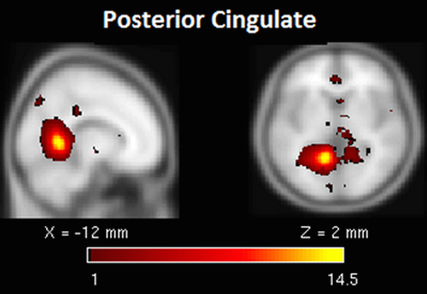 Posterior Cingulate
X = -12 mm
Z = 2 mm
1
14.5